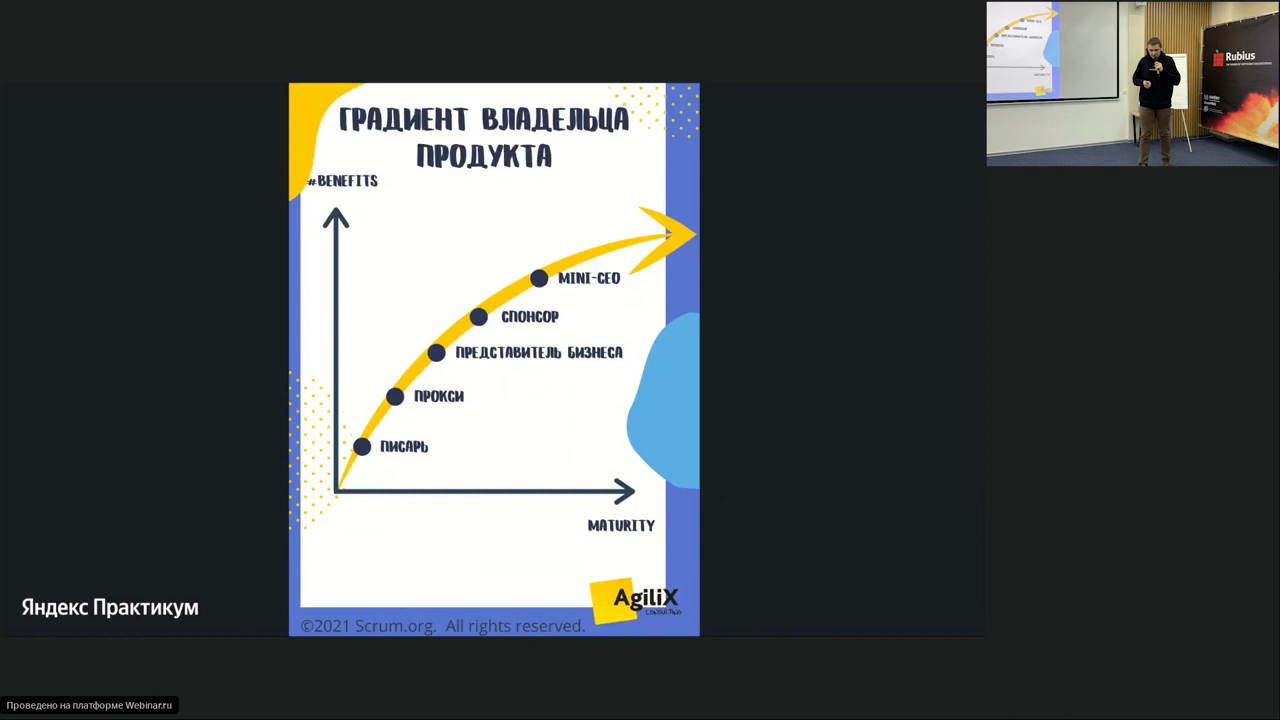 ГРАДИЕНТ ВЛАДЕЛЬЦА
ПРОДУКТА
#BENEFITS
MINI-CEO
СПОНСОР
ПРЕДСТАВИТЕЛЬ БИЗНЕСА
ПРОКСИ
ПИСАРЬ
MATURITY
AgiliX
CONSULTING
©2021 Scrum.org. All rights reserved.
Яндекс Практикум
Rubius
Проведено на платформе Webinar.ru